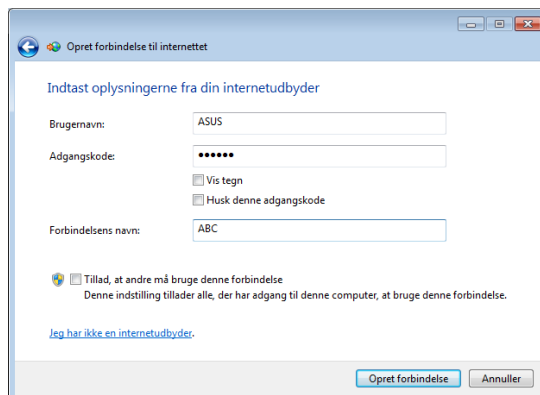 Opret forbindelse til internettet
Indtast oplysningerne fra din internetudbyder
Brugernavn: ASUS
Adgangskode: ••••••
Vis tegn
Husk denne adgangskode
Forbindelsens navn: ABC
Tillad, at andre må bruge denne forbindelse
Denne indstilling tillader alle, der har adgang til denne computer, at bruge denne forbindelse.
Jeg har ikke en internetudbyder.
Opret forbindelse Annuller